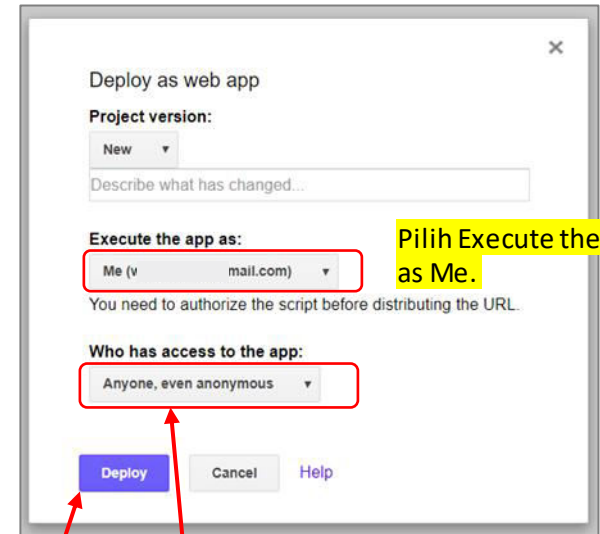 ×
Deploy as web app
Project version:
New
Describe what has changed...
Execute the app as:
Pilih Execute the
as Me.
Me (v mail.com)
You need to authorize the script before distributing the URL.
Who has access to the app:
Anyone, even anonymous
Deploy Cancel Help